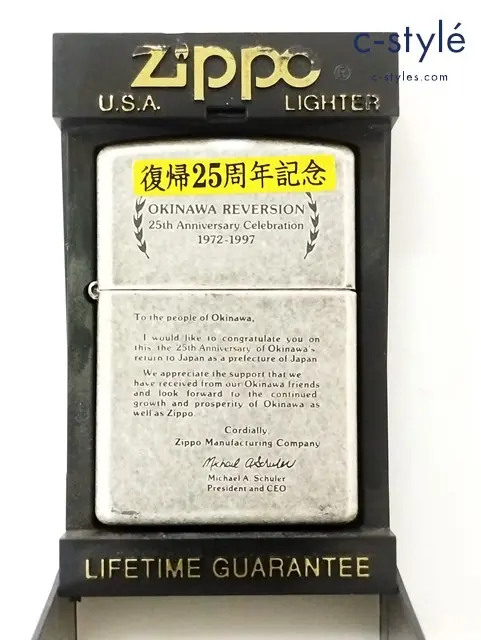 c-stylé
c-styles.com
zippo ®
U.S.A. LIGHTER
復帰25周年記念
OKINAWA REVERSION
25th Anniversary Celebration
1972-1997
To the people of Okinawa,
I would like to congratulate you on
this the 25th Anniversary of Okinawa's
return to Japan as a prefecture of Japan
We appreciate the support that we
have received from our Okinawa friends
and look forward to the continued
growth and prosperity of Okinawa as
well as Zippo.
Cordially,
Zippo Manufacturing Company
Michael A Schuler
Michael A. Schuler
President and CEO
LIFETIME GUARANTEE